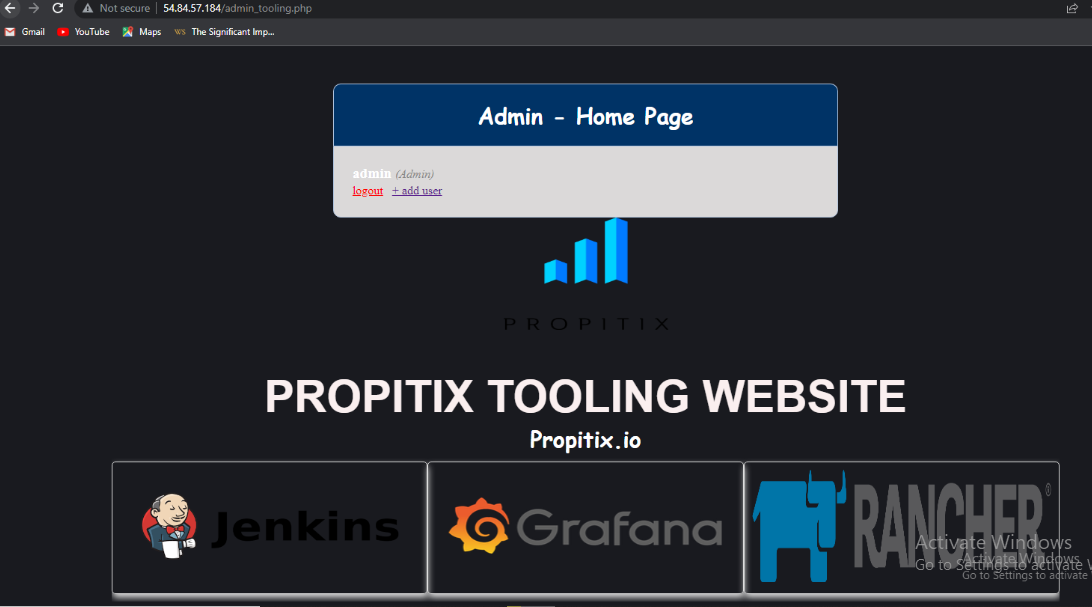 Not secure | 54.84.57.184/admin_tooling.php
Gmail YouTube Maps WS The Significant Imp...
Admin - Home Page
admin (Admin)
logout + add user
PROPITIX
PROPITIX TOOLING WEBSITE
Propitix.io
Jenkins Grafana RANCHER®
Activate Windows
Activate Windows
Go to Settings to activate W
Go to Settings to activate